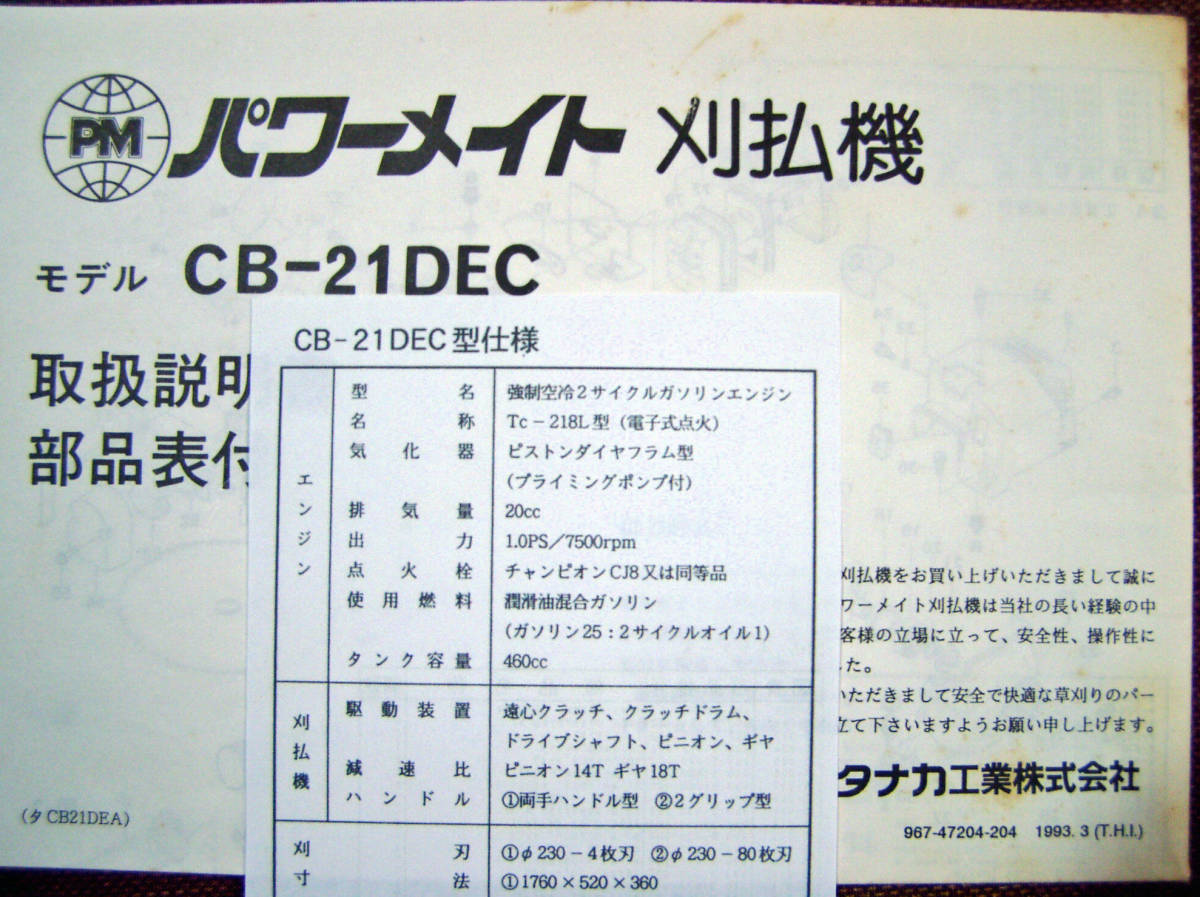 PM パワーメイト 刈払機
モデル CB-21DEC
取扱説明
部品表付
CB-21DEC型仕様
エンジン
型名 強制空冷2サイクルガソリンエンジン
名称 Tc-218L型(電子式点火)
気化器 ピストンダイヤフラム型
(プライミングポンプ付)
排気量 20cc
出力 1.0PS/7500rpm
点火栓 チャンピオンCJ8又は同等品
使用燃料 潤滑油混合ガソリン
(ガソリン25:2サイクルオイル1)
タンク容量 460cc
刈払機
駆動装置 遠心クラッチ、クラッチドラム、
ドライブシャフト、ピニオン、ギヤ
減速比 ピニオン14T ギヤ18T
ハンドル ①両手ハンドル型 ②2グリップ型
刈刃 ①φ230-4枚刃 ②φ230-80枚刃
寸法 ①1760×520×360
刈払機をお買い上げいただきまして誠に
ワーメイト刈払機は当社の長い経験の中
客様の立場に立って、安全性、操作性に
した。
いただきまして安全で快適な草刈りのパー
立て下さいますようお願い申し上げます。
タナカ工業株式会社
967-47204-204 1993. 3 (T.H.I.)
(タCB21DEA)